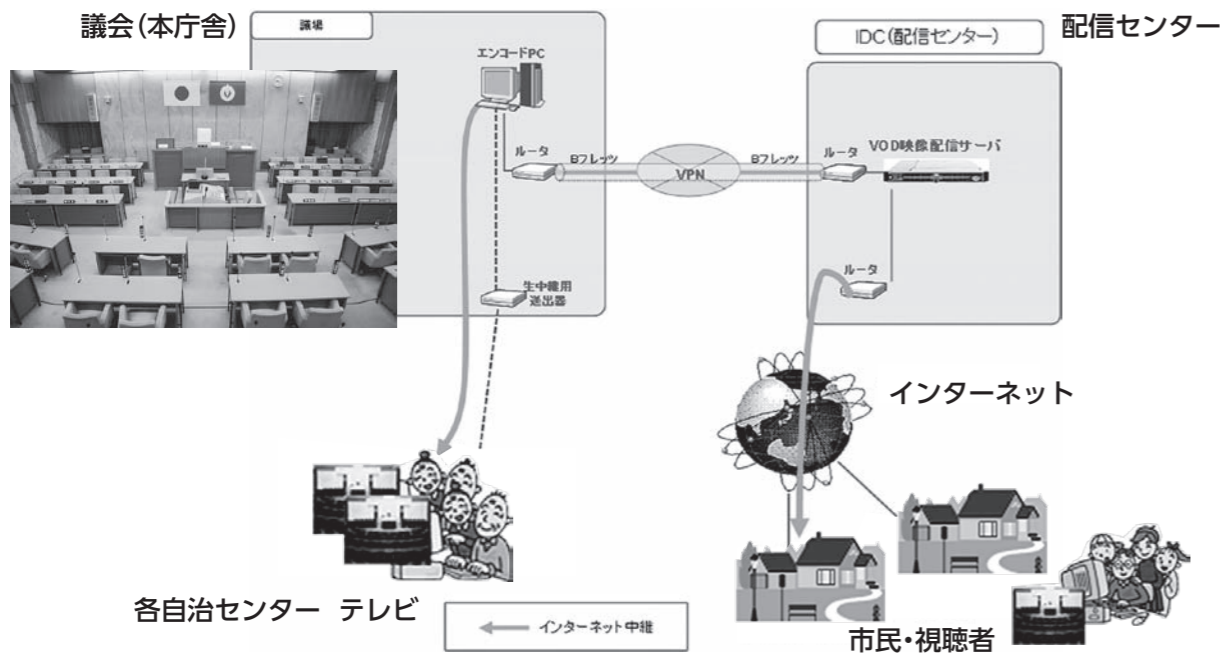 議会(本庁舎)
議場
エンコードPC
ルータ
Bフレッツ
VPN
Bフレッツ
生中継用
送出器
配信センター
IDC(配信センター)
ルータ
VOD映像配信サーバ
ルータ
インターネット
各自治センター テレビ
インターネット中継
市民・視聴者